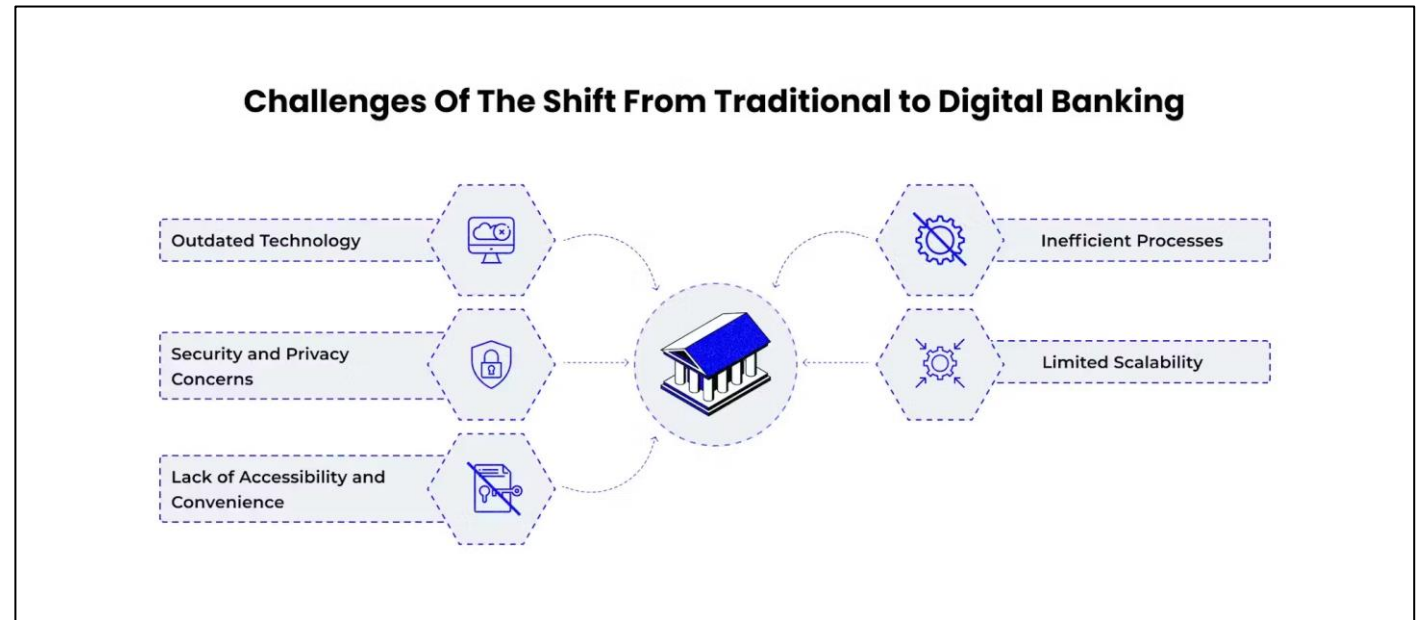 Challenges Of The Shift From Traditional to Digital Banking
Outdated Technology
Security and Privacy
Concerns
Lack of Accessibility and
Convenience
Inefficient Processes
Limited Scalability